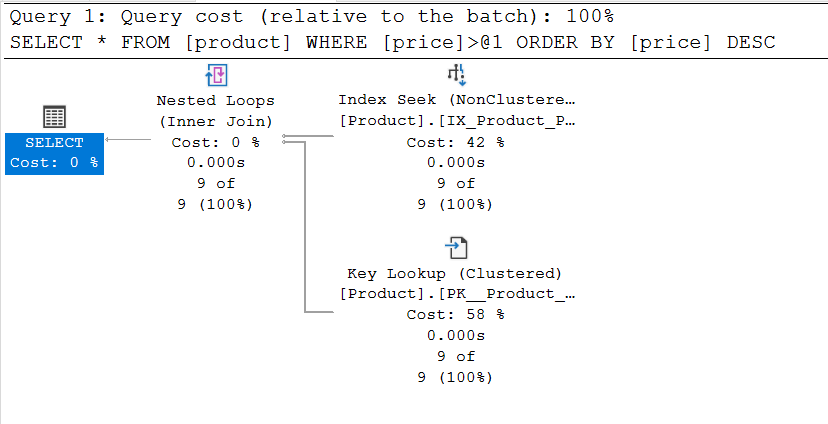 Query 1: Query cost (relative to the batch): 100%
SELECT * FROM [product] WHERE [price]>@1 ORDER BY [price] DESC
SELECT
Cost: 0 %
Nested Loops
(Inner Join)
Cost: 0 %
0.000s
9 of
9 (100%)
Index Seek (NonClustere…
[Product].[IX_Product_P…
Cost: 42 %
0.000s
9 of
9 (100%)
Key Lookup (Clustered)
[Product].[PK__Product_…
Cost: 58 %
0.000s
9 of
9 (100%)